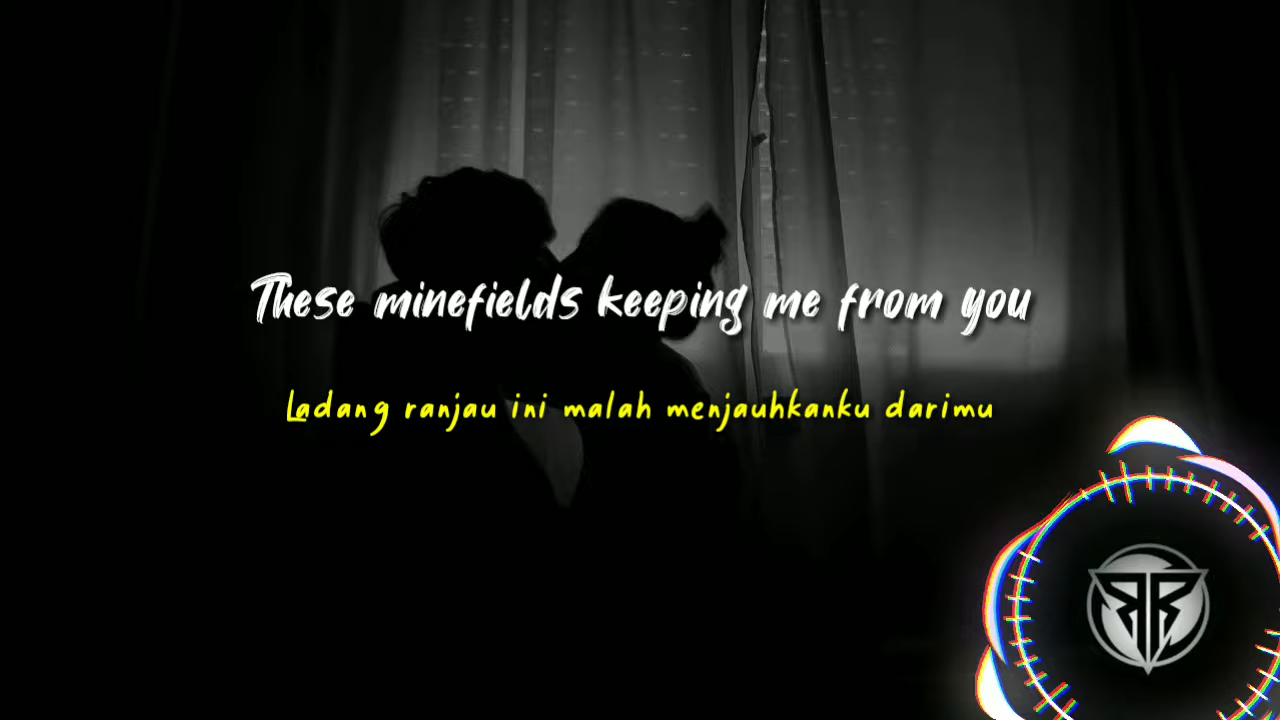 These minefields keeping me from you
Ladang ranjau ini malah menjauhkanku darimu